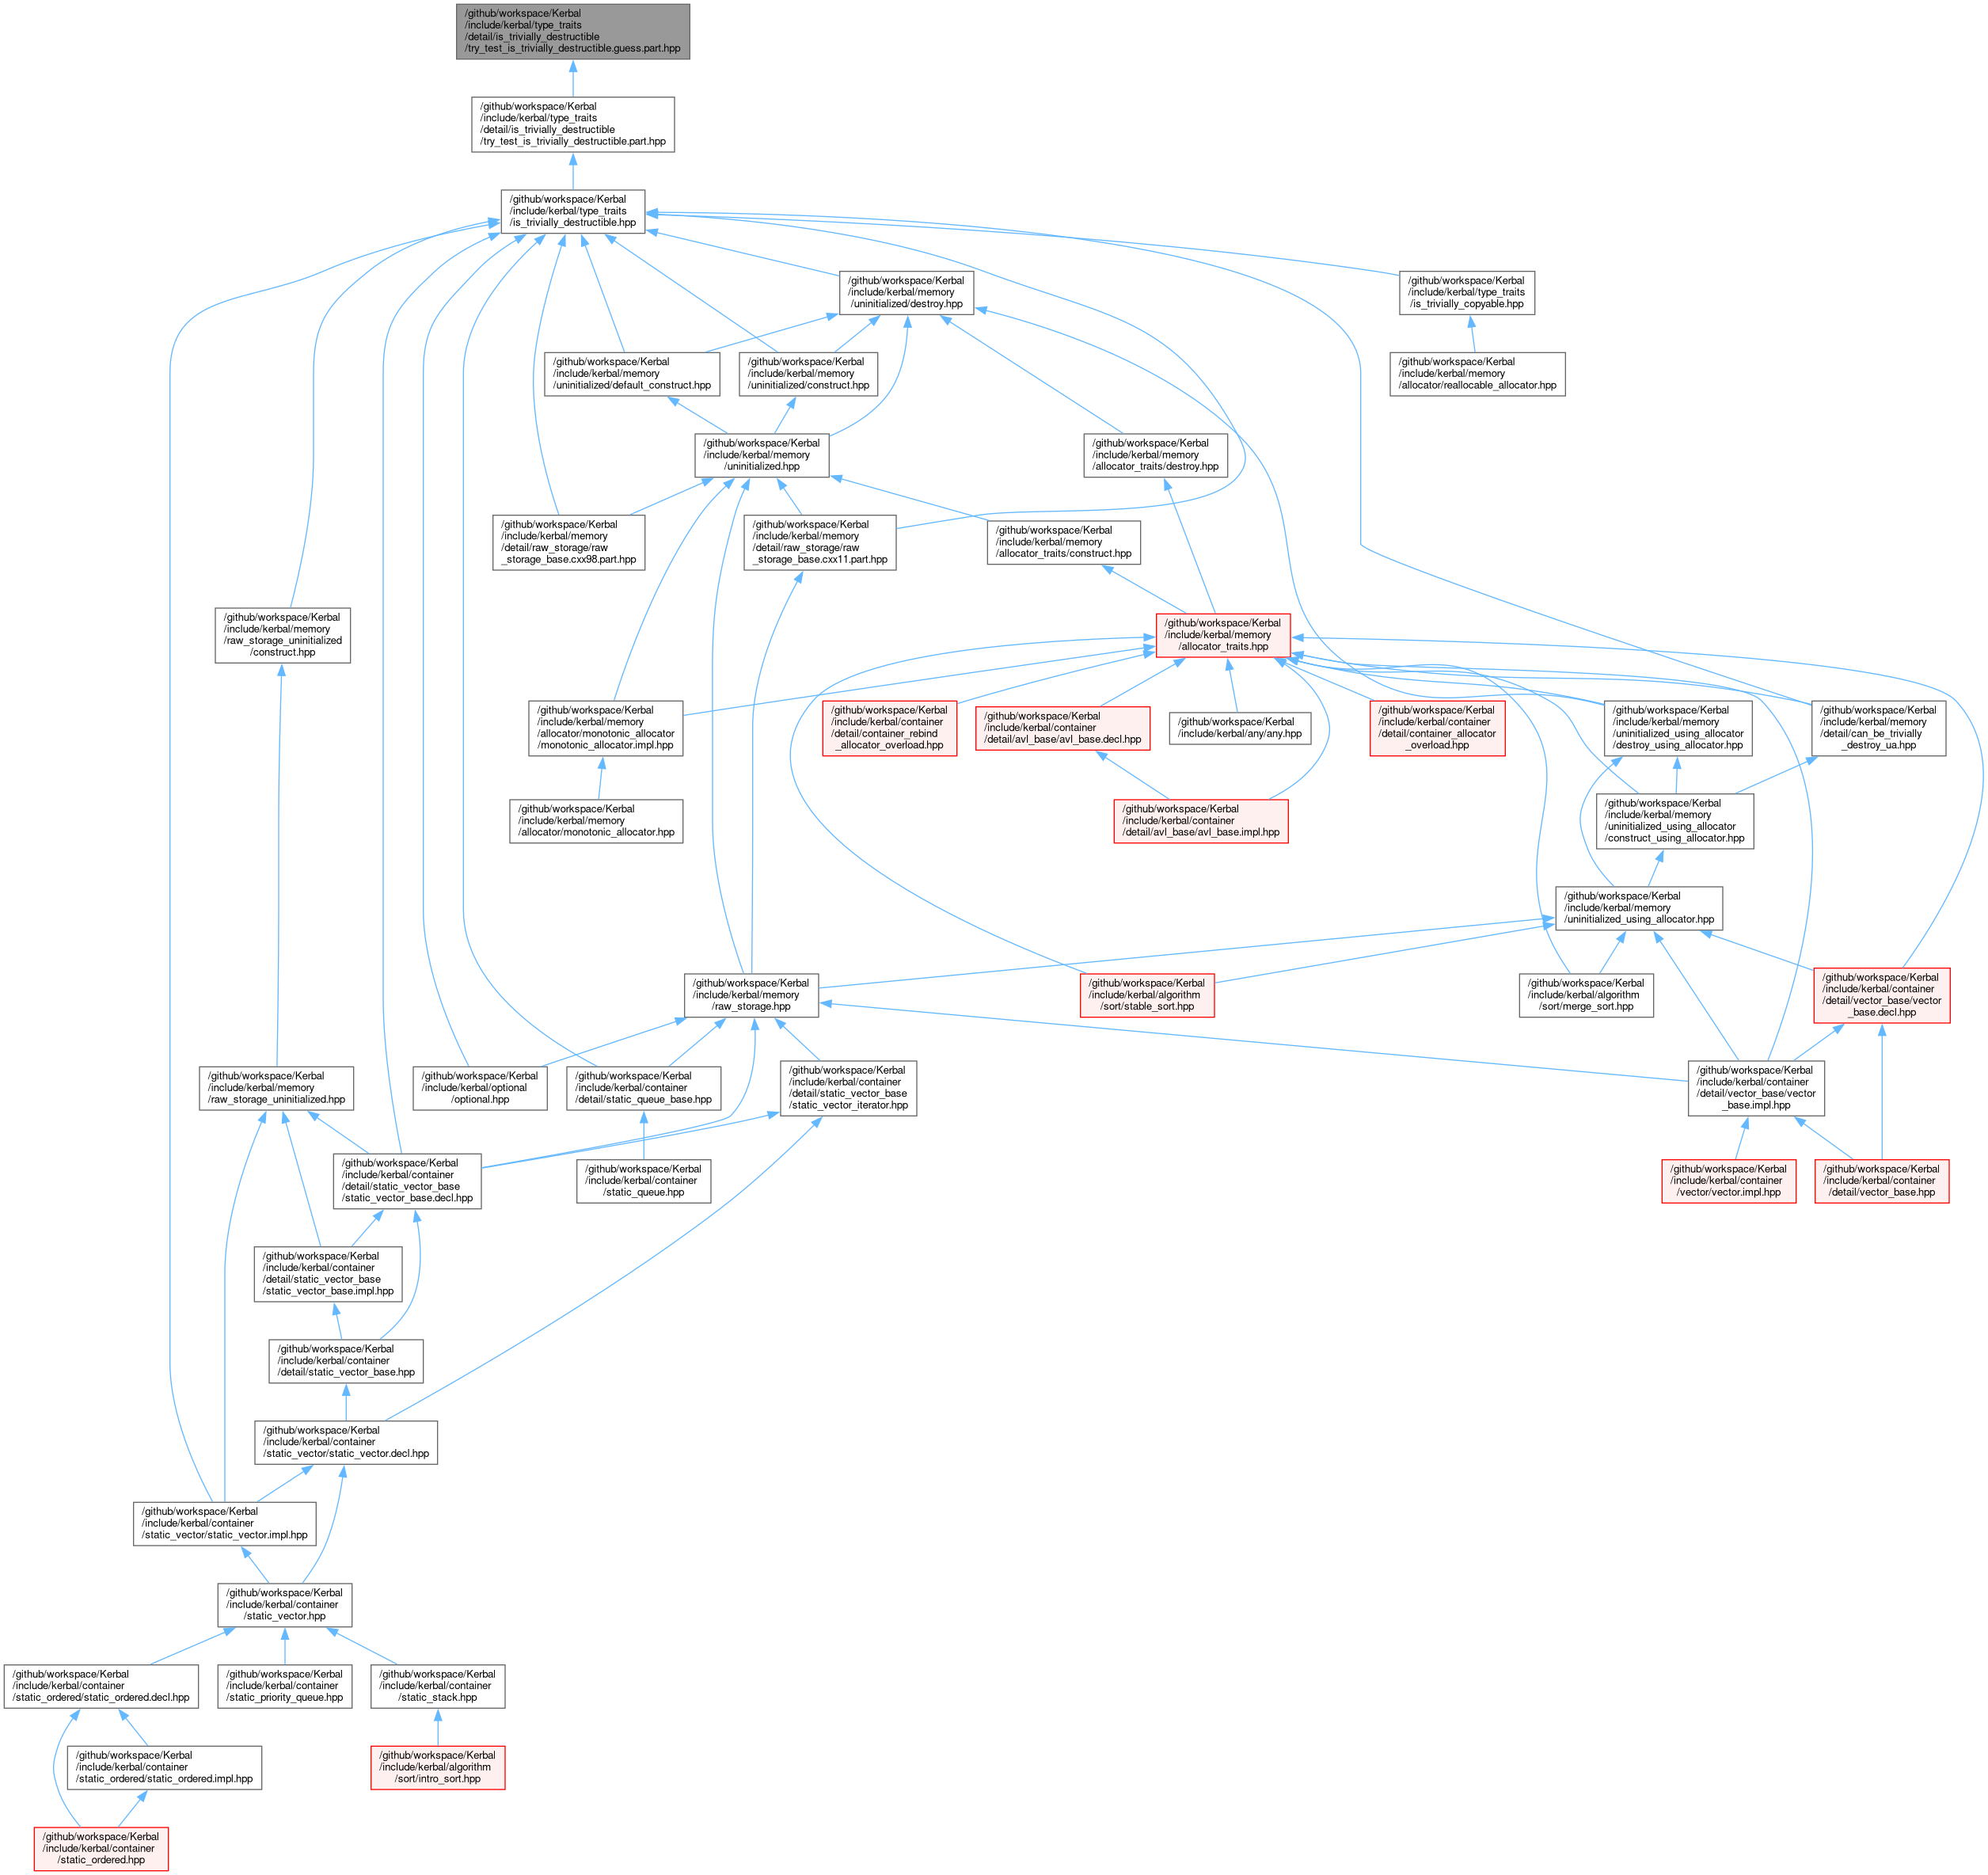 /github/workspace/Kerbal
/include/kerbal/type_traits
/detail/is_trivially_destructible
/try_test_is_trivially_destructible.guess.part.hpp
/github/workspace/Kerbal
/include/kerbal/type_traits
/detail/is_trivially_destructible
/try_test_is_trivially_destructible.part.hpp
/github/workspace/Kerbal
/include/kerbal/type_traits
/is_trivially_destructible.hpp
/github/workspace/Kerbal
/include/kerbal/memory
/uninitialized/destroy.hpp
/github/workspace/Kerbal
/include/kerbal/type_traits
/is_trivially_copyable.hpp
/github/workspace/Kerbal
/include/kerbal/memory
/uninitialized/default_construct.hpp
/github/workspace/Kerbal
/include/kerbal/memory
/uninitialized/construct.hpp
/github/workspace/Kerbal
/include/kerbal/memory
/allocator/reallocable_allocator.hpp
/github/workspace/Kerbal
/include/kerbal/memory
/uninitialized.hpp
/github/workspace/Kerbal
/include/kerbal/memory
/allocator_traits/destroy.hpp
/github/workspace/Kerbal
/include/kerbal/memory
/detail/raw_storage/raw
_storage_base.cxx98.part.hpp
/github/workspace/Kerbal
/include/kerbal/memory
/detail/raw_storage/raw
_storage_base.cxx11.part.hpp
/github/workspace/Kerbal
/include/kerbal/memory
/allocator_traits/construct.hpp
/github/workspace/Kerbal
/include/kerbal/memory
/raw_storage_uninitialized
/construct.hpp
/github/workspace/Kerbal
/include/kerbal/memory
/allocator_traits.hpp
/github/workspace/Kerbal
/include/kerbal/memory
/allocator/monotonic_allocator
/monotonic_allocator.impl.hpp
/github/workspace/Kerbal
/include/kerbal/container
/detail/container_rebind
_allocator_overload.hpp
/github/workspace/Kerbal
/include/kerbal/container
/detail/avl_base/avl_base.decl.hpp
/github/workspace/Kerbal
/include/kerbal/any/any.hpp
/github/workspace/Kerbal
/include/kerbal/container
/detail/container_allocator
_overload.hpp
/github/workspace/Kerbal
/include/kerbal/memory
/uninitialized_using_allocator
/destroy_using_allocator.hpp
/github/workspace/Kerbal
/include/kerbal/memory
/detail/can_be_trivially
_destroy_ua.hpp
/github/workspace/Kerbal
/include/kerbal/memory
/allocator/monotonic_allocator.hpp
/github/workspace/Kerbal
/include/kerbal/container
/detail/avl_base/avl_base.impl.hpp
/github/workspace/Kerbal
/include/kerbal/memory
/uninitialized_using_allocator
/construct_using_allocator.hpp
/github/workspace/Kerbal
/include/kerbal/memory
/uninitialized_using_allocator.hpp
/github/workspace/Kerbal
/include/kerbal/memory
/raw_storage.hpp
/github/workspace/Kerbal
/include/kerbal/algorithm
/sort/stable_sort.hpp
/github/workspace/Kerbal
/include/kerbal/algorithm
/sort/merge_sort.hpp
/github/workspace/Kerbal
/include/kerbal/container
/detail/vector_base/vector
_base.decl.hpp
/github/workspace/Kerbal
/include/kerbal/memory
/raw_storage_uninitialized.hpp
/github/workspace/Kerbal
/include/kerbal/optional
/optional.hpp
/github/workspace/Kerbal
/include/kerbal/container
/detail/static_queue_base.hpp
/github/workspace/Kerbal
/include/kerbal/container
/detail/static_vector_base
/static_vector_iterator.hpp
/github/workspace/Kerbal
/include/kerbal/container
/detail/vector_base/vector
_base.impl.hpp
/github/workspace/Kerbal
/include/kerbal/container
/detail/static_vector_base
/static_vector_base.decl.hpp
/github/workspace/Kerbal
/include/kerbal/container
/static_queue.hpp
/github/workspace/Kerbal
/include/kerbal/container
/vector/vector.impl.hpp
/github/workspace/Kerbal
/include/kerbal/container
/detail/vector_base.hpp
/github/workspace/Kerbal
/include/kerbal/container
/detail/static_vector_base
/static_vector_base.impl.hpp
/github/workspace/Kerbal
/include/kerbal/container
/detail/static_vector_base.hpp
/github/workspace/Kerbal
/include/kerbal/container
/static_vector/static_vector.decl.hpp
/github/workspace/Kerbal
/include/kerbal/container
/static_vector/static_vector.impl.hpp
/github/workspace/Kerbal
/include/kerbal/container
/static_vector.hpp
/github/workspace/Kerbal
/include/kerbal/container
/static_ordered/static_ordered.decl.hpp
/github/workspace/Kerbal
/include/kerbal/container
/static_priority_queue.hpp
/github/workspace/Kerbal
/include/kerbal/container
/static_stack.hpp
/github/workspace/Kerbal
/include/kerbal/container
/static_ordered/static_ordered.impl.hpp
/github/workspace/Kerbal
/include/kerbal/algorithm
/sort/intro_sort.hpp
/github/workspace/Kerbal
/include/kerbal/container
/static_ordered.hpp